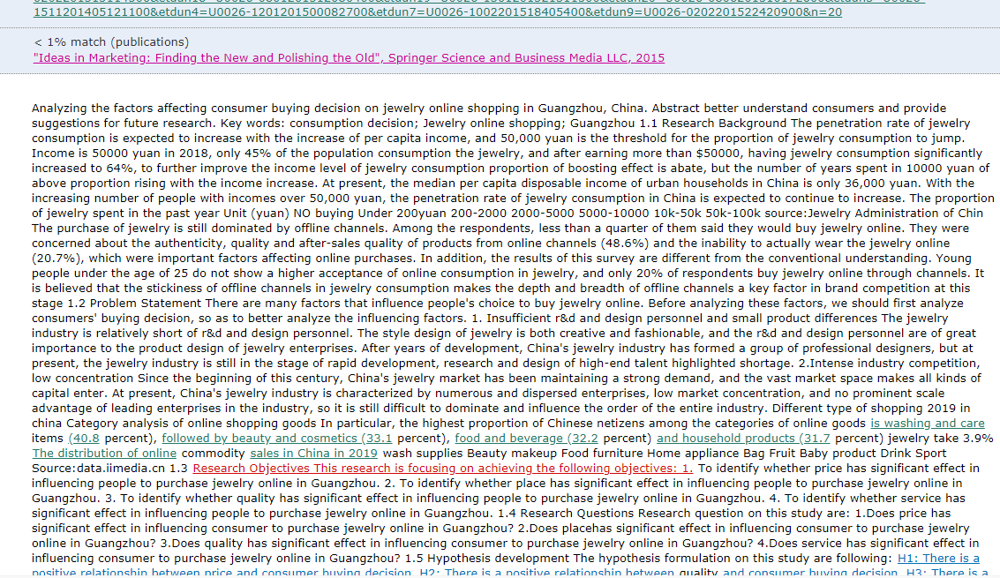 151120140512110 0&etdun4=U0026-1201201500082700&etdun7=U0026-1002201518405400&etdun9=U0026-0202201522420900&n=20
< 1% match (publications)
"Ideas in Marketing: Finding the New and Polishing the Old", Springer Science and Business Media LLC, 2015
Analyzing the factors affecting consumer buying decision on jewelry online shopping in Guangzhou, China. Abstract better understand consumers and provide
suggestions for future research. Key words: consumption decision; Jewelry online shopping; Guangzhou 1.1 Research Background The penetration rate of jewelry
consumption is expected to increase with the increase of per capita income, and 50,000 yuan is the threshold for the proportion of jewelry consumption to jump.
Income is 50000 yuan in 2018, only 45% of the population consumption the jewelry, and after earning more than $50000, having jewelry consumption significantly
increased to 64%, to further improve the income level of jewelry consumption proportion of boosting effect is abate, but the number of years spent in 10000 yuan of
above proportion rising with the income increase. At present, the median per capita disposable income of urban households in China is only 36,000 yuan. With the
increasing number of people with incomes over 50,000 yuan, the penetration rate of jewelry consumption in China is expected to continue to increase. The proportion
of jewelry spent in the past year Unit (yuan) NO buying Under 200yuan 200-2000 2000-5000 5000-10000 10k-50k 50k-100k source:Jewelry Administration of Chin
The purchase of jewelry is still dominated by offline channels. Among the respondents, less than a quarter of them said they would buy jewelry online. They were
concerned about the authenticity, quality and after-sales quality of products from online channels (48.6%) and the inability to actually wear the jewelry online
(20.7%), which were important factors affecting online purchases. In addition, the results of this survey are different from the conventional understanding. Young
people under the age of 25 do not show a higher acceptance of online consumption in jewelry, and only 20% of respondents buy jewelry online through channels. It
is believed that the stickiness of offline channels in jewelry consumption makes the depth and breadth of offline channels a key factor in brand competition at this
stage 1.2 Problem Statement There are many factors that influence people's choice to buy jewelry online. Before analyzing these factors, we should first analyze
consumers' buying decision, so as to better analyze the influencing factors. 1. Insufficient r&d and design personnel and small product differences The jewelry
industry is relatively short of r&d and design personnel. The style design of jewelry is both creative and fashionable, and the r&d and design personnel are of great
importance to the product design of jewelry enterprises. After years of development, China's jewelry industry has formed a group of professional designers, but at
present, the jewelry industry is still in the stage of rapid development, research and design of high-end talent highlighted shortage. 2.Intense industry competition,
low concentration Since the beginning of this century, China's jewelry market has been maintaining a strong demand, and the vast market space makes all kinds of
capital enter. At present, China's jewelry industry is characterized by numerous and dispersed enterprises, low market concentration, and no prominent scale
advantage of leading enterprises in the industry, so it is still difficult to dominate and influence the order of the entire industry. Different type of shopping 2019 in
china Category analysis of online shopping goods In particular, the highest proportion of Chinese netizens among the categories of online goods is washing and care
items (40.8 percent), followed by beauty and cosmetics (33.1 percent), food and beverage (32.2 percent) and household products (31.7 percent) jewelry take 3.9%
The distribution of online commodity sales in China in 2019 wash supplies Beauty makeup Food furniture Home appliance Bag Fruit Baby product Drink Sport
Source:data.iimedia.cn 1.3 Research Objectives This research is focusing on achieving the following objectives: 1. To identify whether price has significant effect in
influencing people to purchase jewelry online in Guangzhou. 2. To identify whether place has significant effect in influencing people to purchase jewelry online in
Guangzhou. 3. To identify whether quality has significant effect in influencing people to purchase jewelry online in Guangzhou. 4. To identify whether service has
significant effect in influencing people to purchase jewelry online in Guangzhou. 1.4 Research Questions Research question on this study are: 1.Does price has
significant effect in influencing consumer to purchase jewelry online in Guangzhou? 2.Does placehas significant effect in influencing consumer to purchase jewelry
online in Guangzhou? 3.Does quality has significant effect in influencing consumer to purchase jewelry online in Guangzhou? 4.Does service has significant effect in
influencing consumer to purchase jewelry online in Guangzhou? 1.5 Hypothesis development The hypothesis formulation on this study are following: H1: There is a
positive relationship between price and consumer buying decision. H2: There is a positive relationship between quality and consumer buying decision. H3: There is a